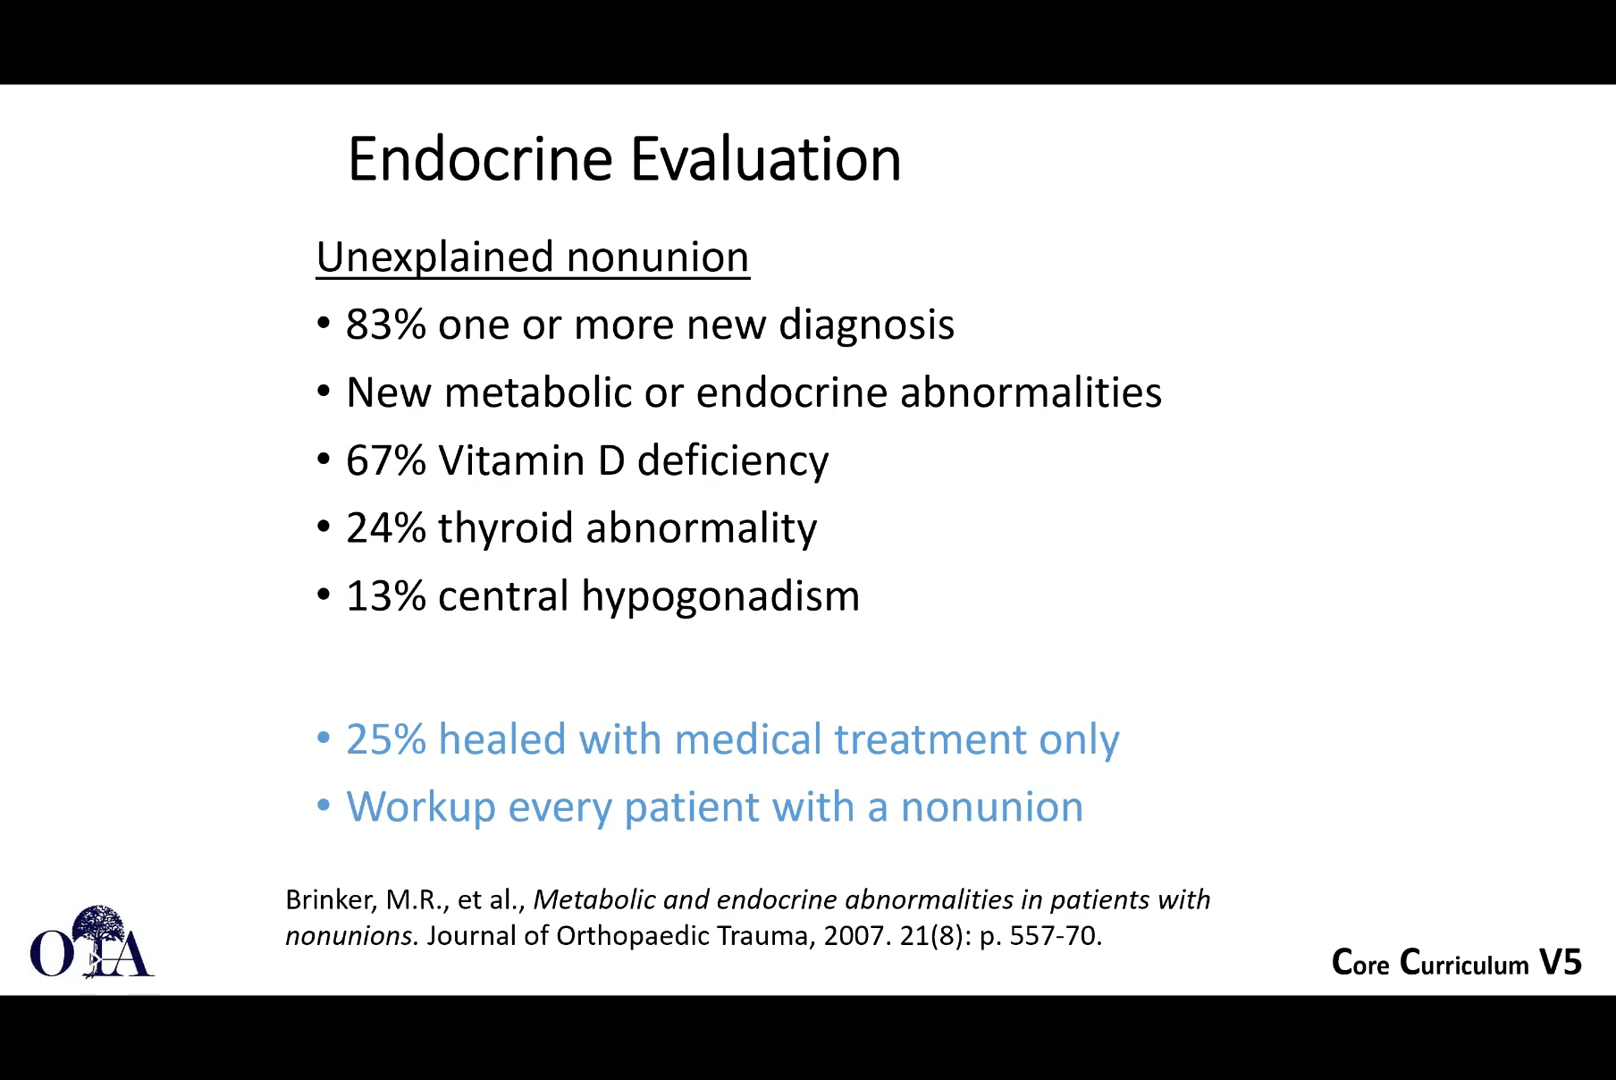 Endocrine Evaluation
Unexplained nonunion
• 83% one or more new diagnosis
• New metabolic or endocrine abnormalities
• 67% Vitamin D deficiency
• 24% thyroid abnormality
• 13% central hypogonadism
• 25% healed with medical treatment only
• Workup every patient with a nonunion
Brinker, M.R., et al., Metabolic and endocrine abnormalities in patients with
nonunions. Journal of Orthopaedic Trauma, 2007. 21(8): p. 557-70.
OTA
Core Curriculum V5